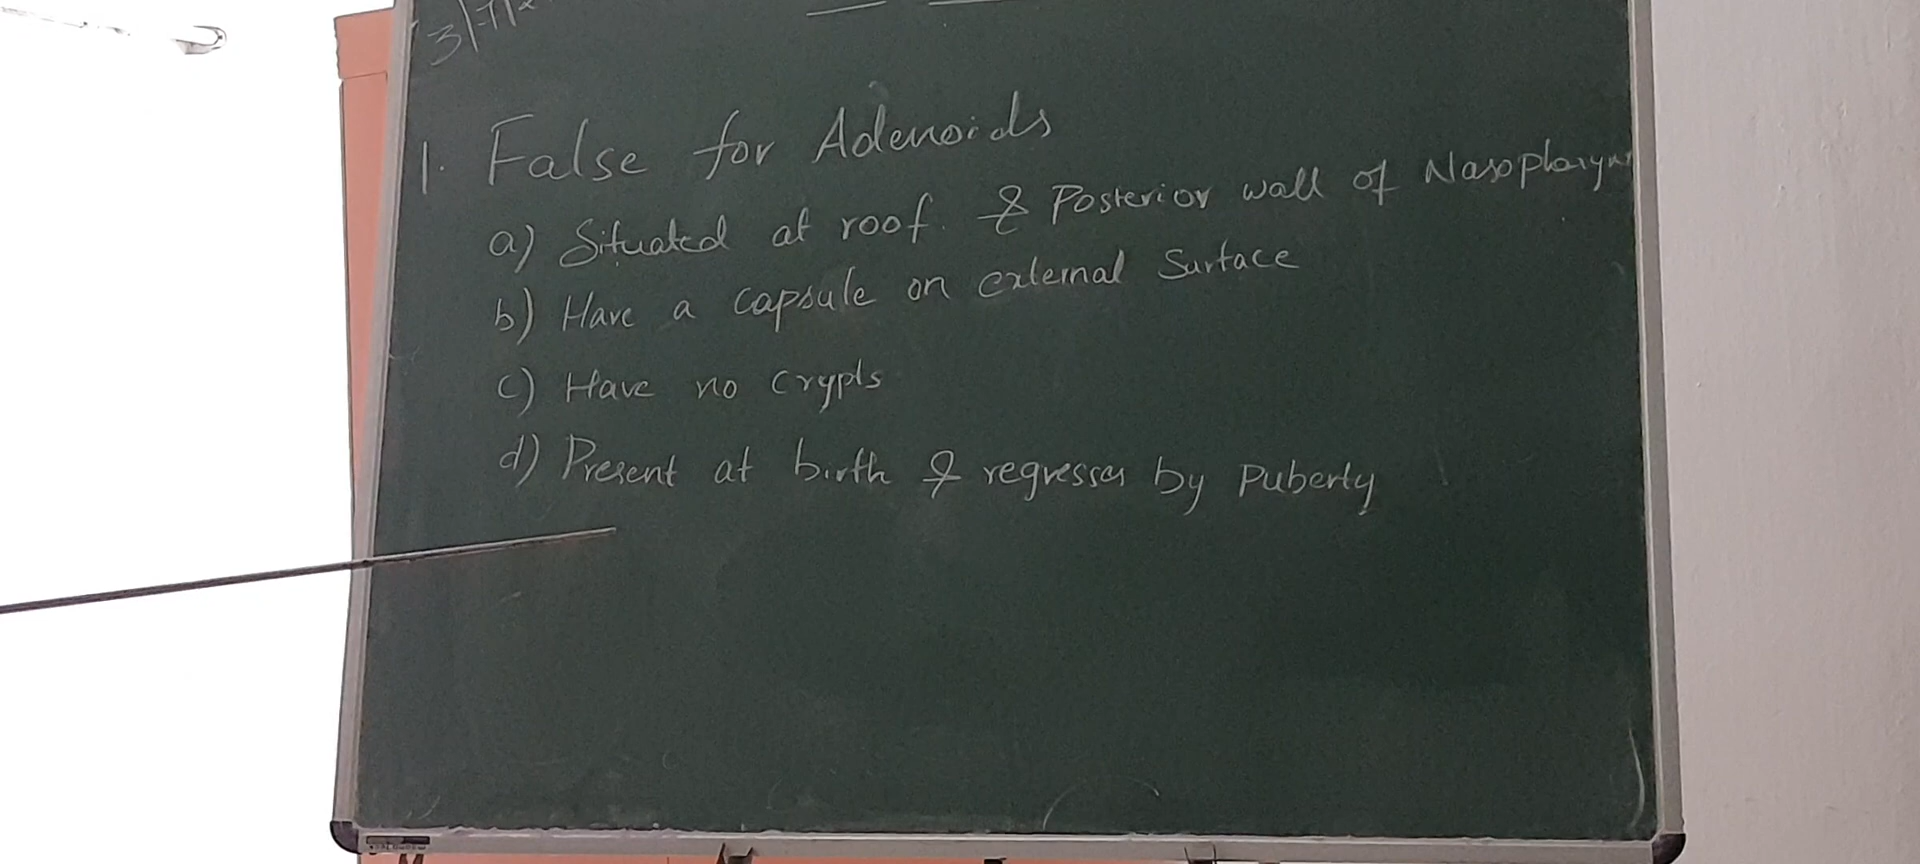 1. False for Adenoids
a) Situated at roof & Posterior wall of Nasopharynx
b) Have a capsule on external Surface
c) Have no Crypts
d) Present at birth & regresses by Puberty